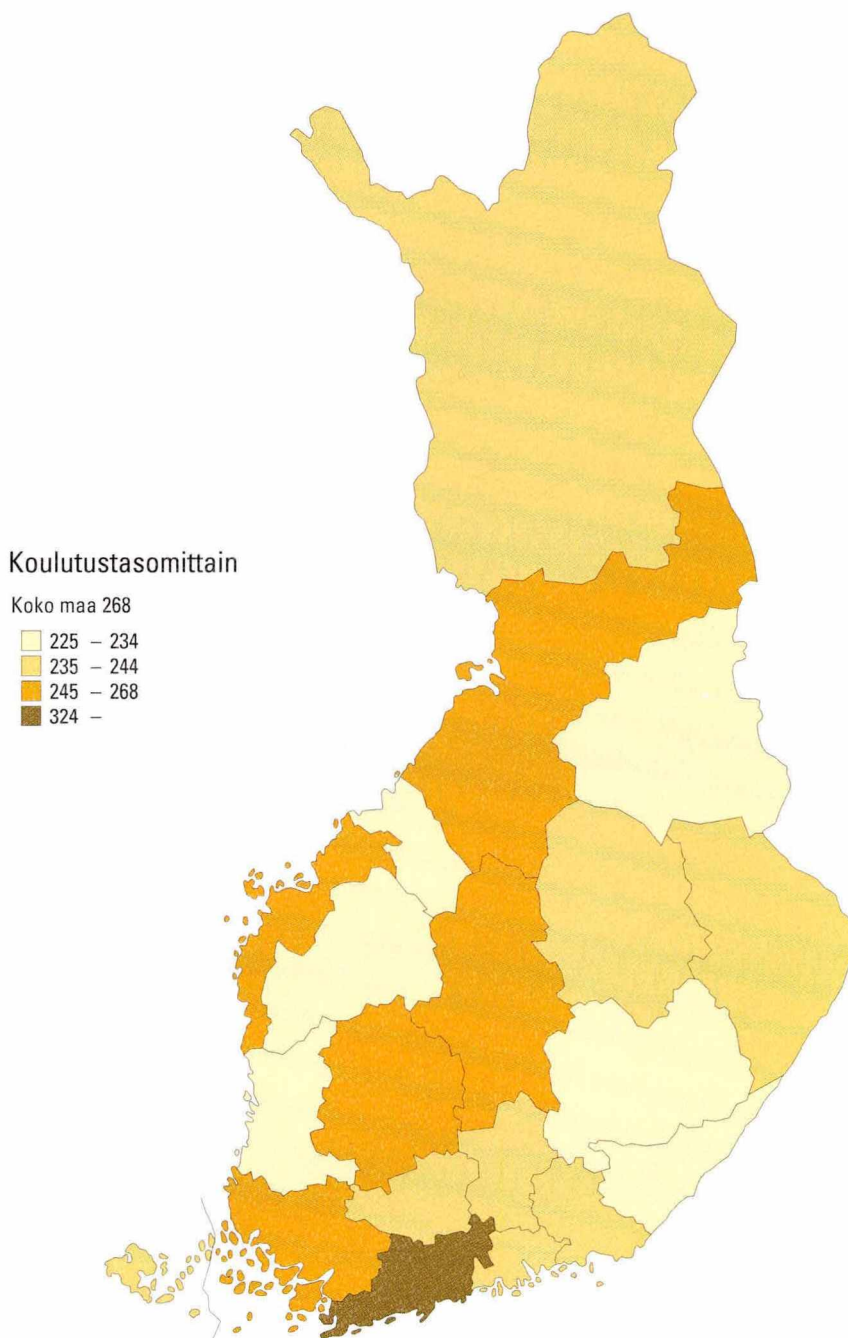 Koulutustasomittain
Koko maa 268
225 – 234
235 – 244
245 – 268
324 –